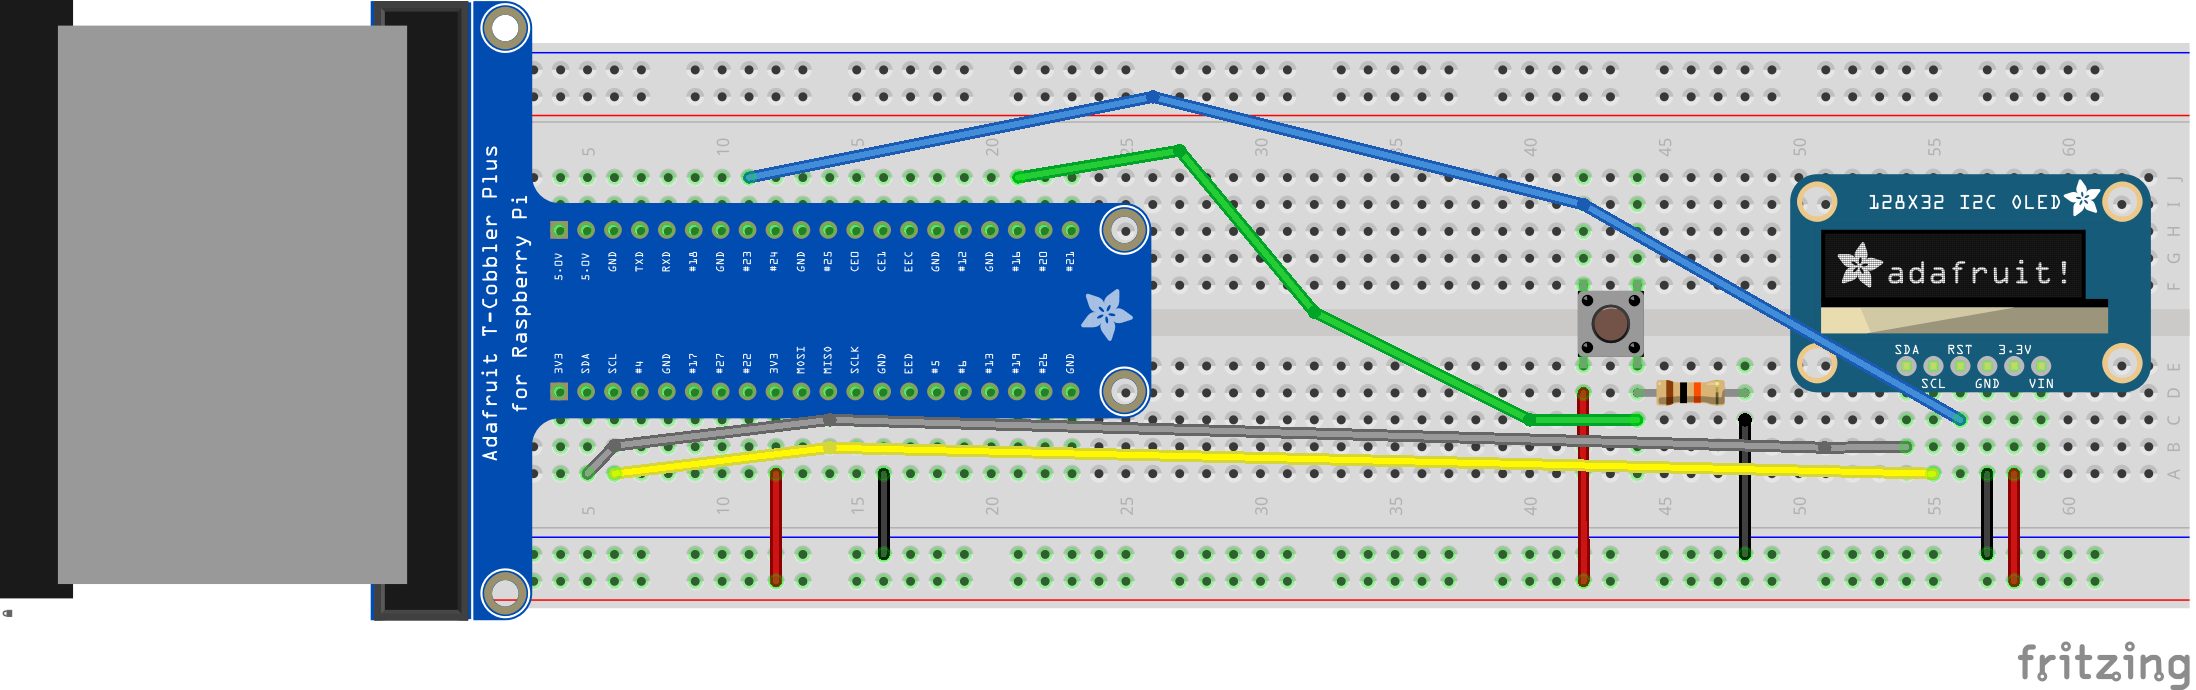 Adafruit T-Cobbler Plus
for Raspberry Pi
5 10 15 20 25 30 35 40 45 50 55 60
J
I
H
G
F
5.0V 5.0V GND TXD RXD #18 GND #23 #24 GND #25 CE0 CE1 EEC GND #12 GND #16 #20 #21
128X32 I2C OLED
adafruit!
3V3 SDA SCL #4 GND #17 #27 #22 3V3 MOSI MISO SCLK GND EED #5 #6 #13 #19 #26 GND
SDA RST 3.3V
SCL GND VIN
E
D
C
B
A
5 10 15 20 25 30 35 40 45 50 55 60
fritzing